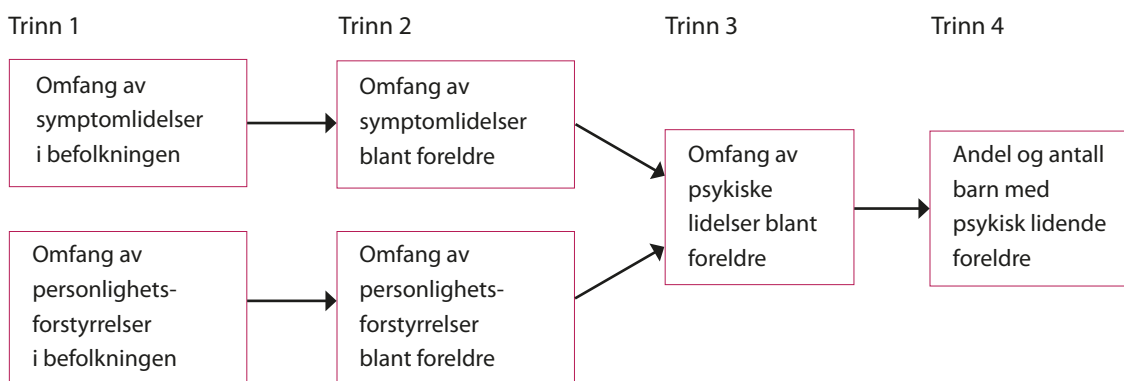 Trinn 1
Trinn 2
Trinn 3
Trinn 4
Omfang av
symptomlidelser
i befolkningen
Omfang av
symptomlidelser
blant foreldre
Omfang av
personlighets-
forstyrrelser
i befolkningen
Omfang av
personlighets-
forstyrrelser
blant foreldre
Omfang av
psykiske
lidelser blant
foreldre
Andel og antall
barn med
psykisk lidende
foreldre